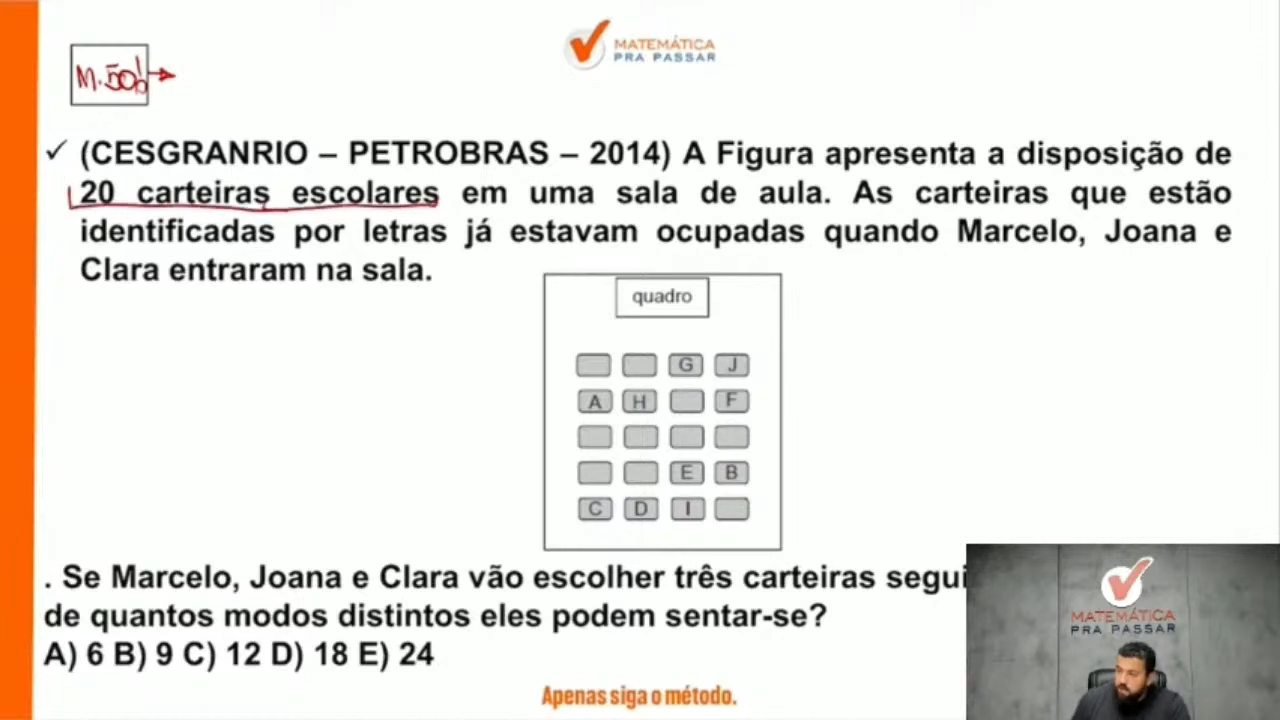 MATEMÁTICA
PRA PASSAR
M.50b!
✓ (CESGRANRIO – PETROBRAS – 2014) A Figura apresenta a disposição de
20 carteiras escolares em uma sala de aula. As carteiras que estão
identificadas por letras já estavam ocupadas quando Marcelo, Joana e
Clara entraram na sala.
quadro
G J
A H F
E B
C D I
. Se Marcelo, Joana e Clara vão escolher três carteiras segui
de quantos modos distintos eles podem sentar-se?
A) 6 B) 9 C) 12 D) 18 E) 24
MATEMÁTICA
PRA PASSAR
Apenas siga o método.